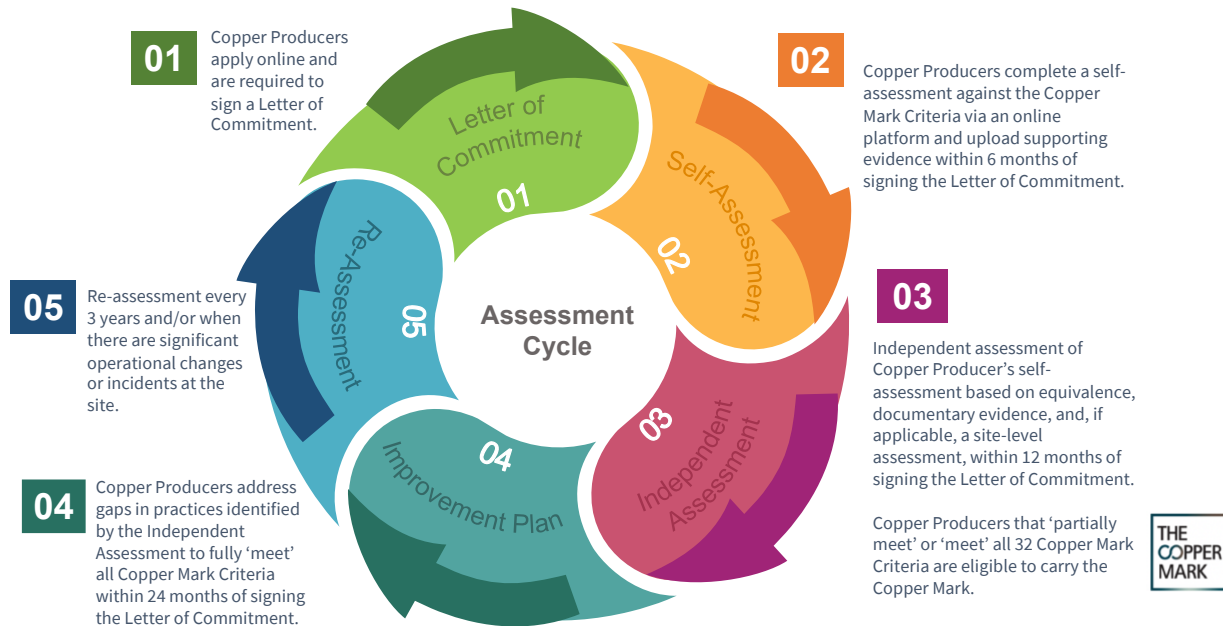 01
Copper Producers
apply online and
are required to
sign a Letter of
Commitment.
02
Copper Producers complete a self-
assessment against the Copper
Mark Criteria via an online
platform and upload supporting
evidence within 6 months of
signing the Letter of Commitment.
03
Independent assessment of
Copper Producer’s self-
assessment based on equivalence,
documentary evidence, and, if
applicable, a site-level
assessment, within 12 months of
signing the Letter of Commitment.
Copper Producers that ‘partially
meet’ or ‘meet’ all 32 Copper Mark
Criteria are eligible to carry the
Copper Mark.
THE
COPPER
MARK
04
Copper Producers address
gaps in practices identified
by the Independent
Assessment to fully ‘meet’
all Copper Mark Criteria
within 24 months of signing
the Letter of Commitment.
05
Re-assessment every
3 years and/or when
there are significant
operational changes
or incidents at the
site.
Assessment
Cycle
Letter of
Commitment
01
Self-Assessment
02
Independent
Assessment
03
Improvement Plan
04
Re-Assessment
05